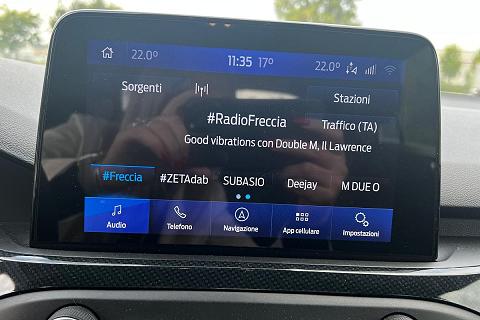 22.0° 11:35 17° 22.0°
Sorgenti Stazioni
#RadioFreccia Traffico (TA)
Good vibrations con Double M, Il Lawrence
#Freccia #ZETAdab SUBASIO Deejay M DUE O
Audio Telefono Navigazione App cellulare Impostazioni